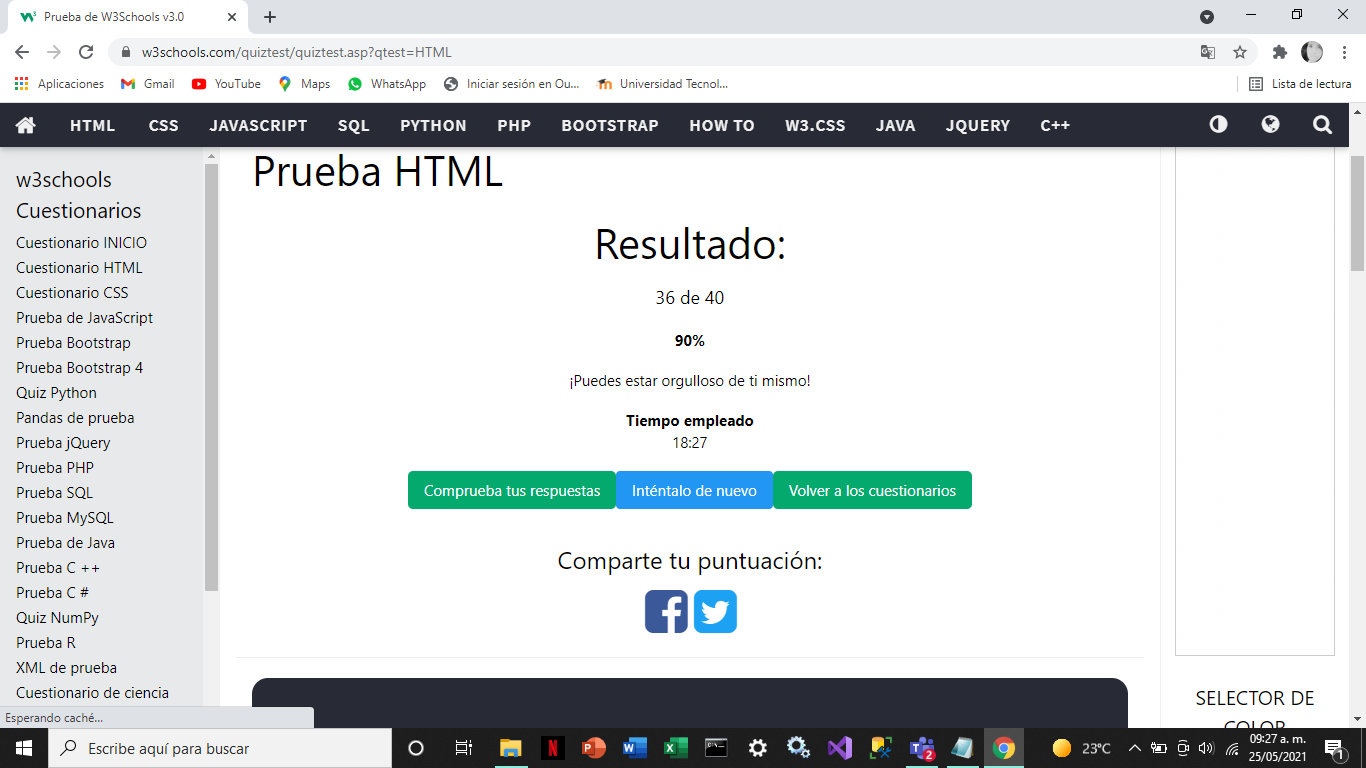 Prueba de W3Schools v3.0
w3schools.com/quiztest/quiztest.asp?qtest=HTML
Aplicaciones Gmail YouTube Maps WhatsApp Iniciar sesión en Ou... Universidad Tecnol... Lista de lectura
HTML CSS JAVASCRIPT SQL PYTHON PHP BOOTSTRAP HOW TO W3.CSS JAVA JQUERY C++
w3schools
Cuestionarios
Cuestionario INICIO
Cuestionario HTML
Cuestionario CSS
Prueba de JavaScript
Prueba Bootstrap
Prueba Bootstrap 4
Quiz Python
Pandas de prueba
Prueba jQuery
Prueba PHP
Prueba SQL
Prueba MySQL
Prueba de Java
Prueba C ++
Prueba C #
Quiz NumPy
Prueba R
XML de prueba
Cuestionario de ciencia
Esperando caché...
Prueba HTML
Resultado:
36 de 40
90%
¡Puedes estar orgulloso de ti mismo!
Tiempo empleado
18:27
Comprueba tus respuestas Inténtalo de nuevo Volver a los cuestionarios
Comparte tu puntuación:
SELECTOR DE
COLOR
Escribe aquí para buscar
23°C
09:27 a. m.
25/05/2021